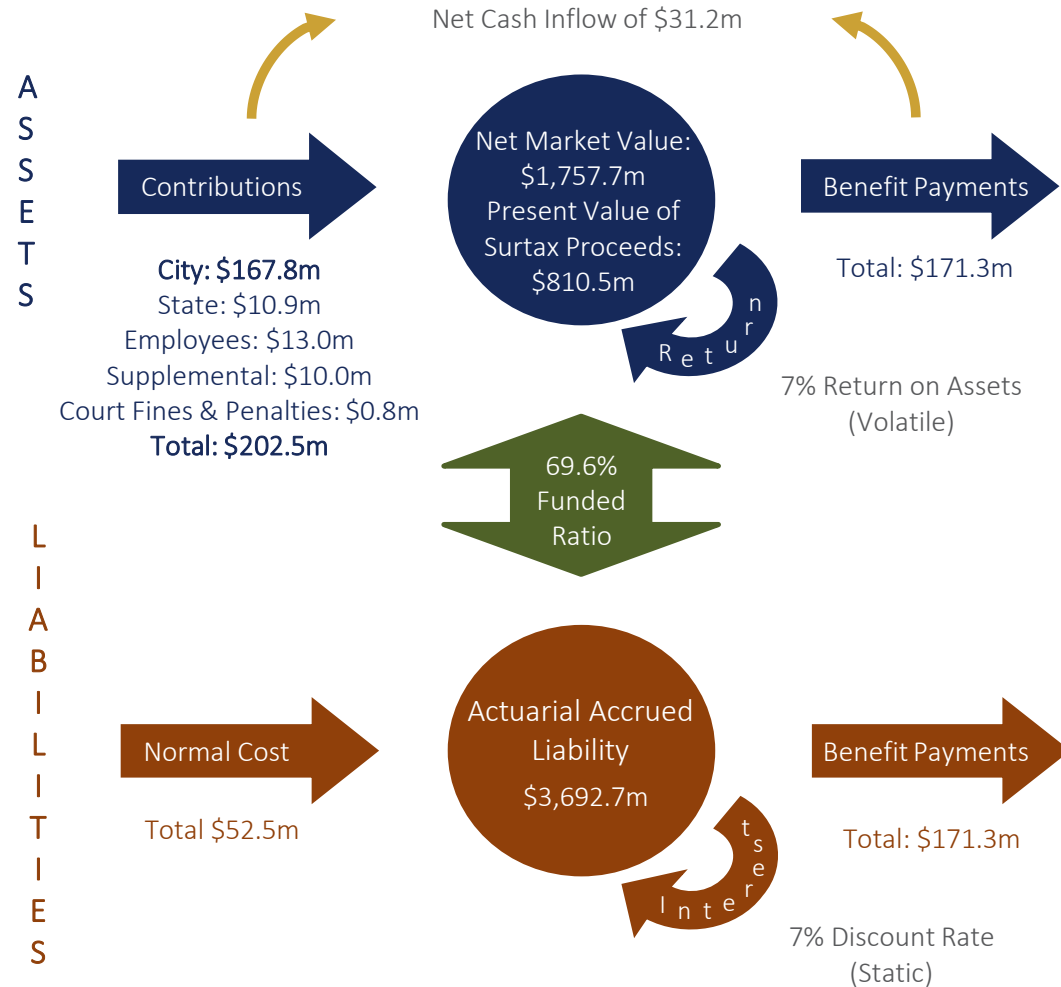 Net Cash Inflow of $31.2m
ASSETS
Contributions
City: $167.8m
State: $10.9m
Employees: $13.0m
Supplemental: $10.0m
Court Fines & Penalties: $0.8m
Total: $202.5m
Net Market Value:
$1,757.7m
Present Value of
Surtax Proceeds:
$810.5m
Return
Benefit Payments
Total: $171.3m
7% Return on Assets
(Volatile)
69.6%
Funded
Ratio
LIABILITIES
Normal Cost
Total $52.5m
Actuarial Accrued
Liability
$3,692.7m
Interest
Benefit Payments
Total: $171.3m
7% Discount Rate
(Static)